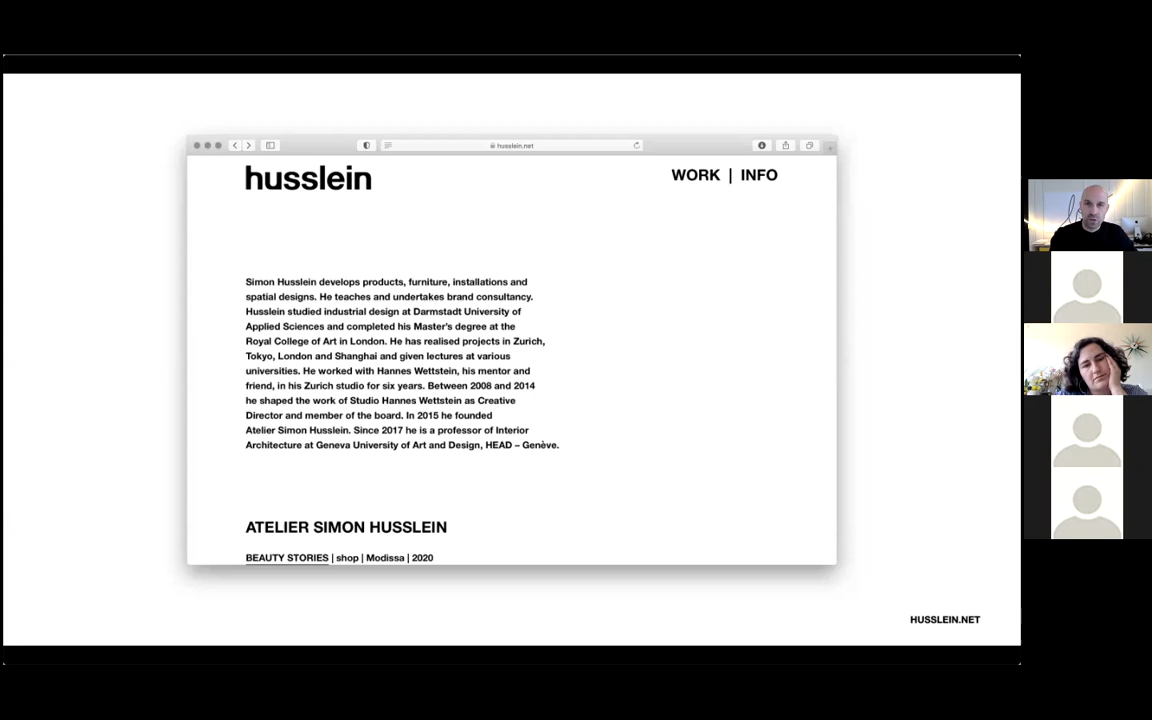 husslein.net
husslein
WORK | INFO
Simon Husslein develops products, furniture, installations and
spatial designs. He teaches and undertakes brand consultancy.
Husslein studied industrial design at Darmstadt University of
Applied Sciences and completed his Master's degree at the
Royal College of Art in London. He has realised projects in Zurich,
Tokyo, London and Shanghai and given lectures at various
universities. He worked with Hannes Wettstein, his mentor and
friend, in his Zurich studio for six years. Between 2008 and 2014
he shaped the work of Studio Hannes Wettstein as Creative
Director and member of the board. In 2015 he founded
Atelier Simon Husslein. Since 2017 he is a professor of Interior
Architecture at Geneva University of Art and Design, HEAD – Genève.
ATELIER SIMON HUSSLEIN
BEAUTY STORIES | shop | Modissa | 2020
HUSSLEIN.NET